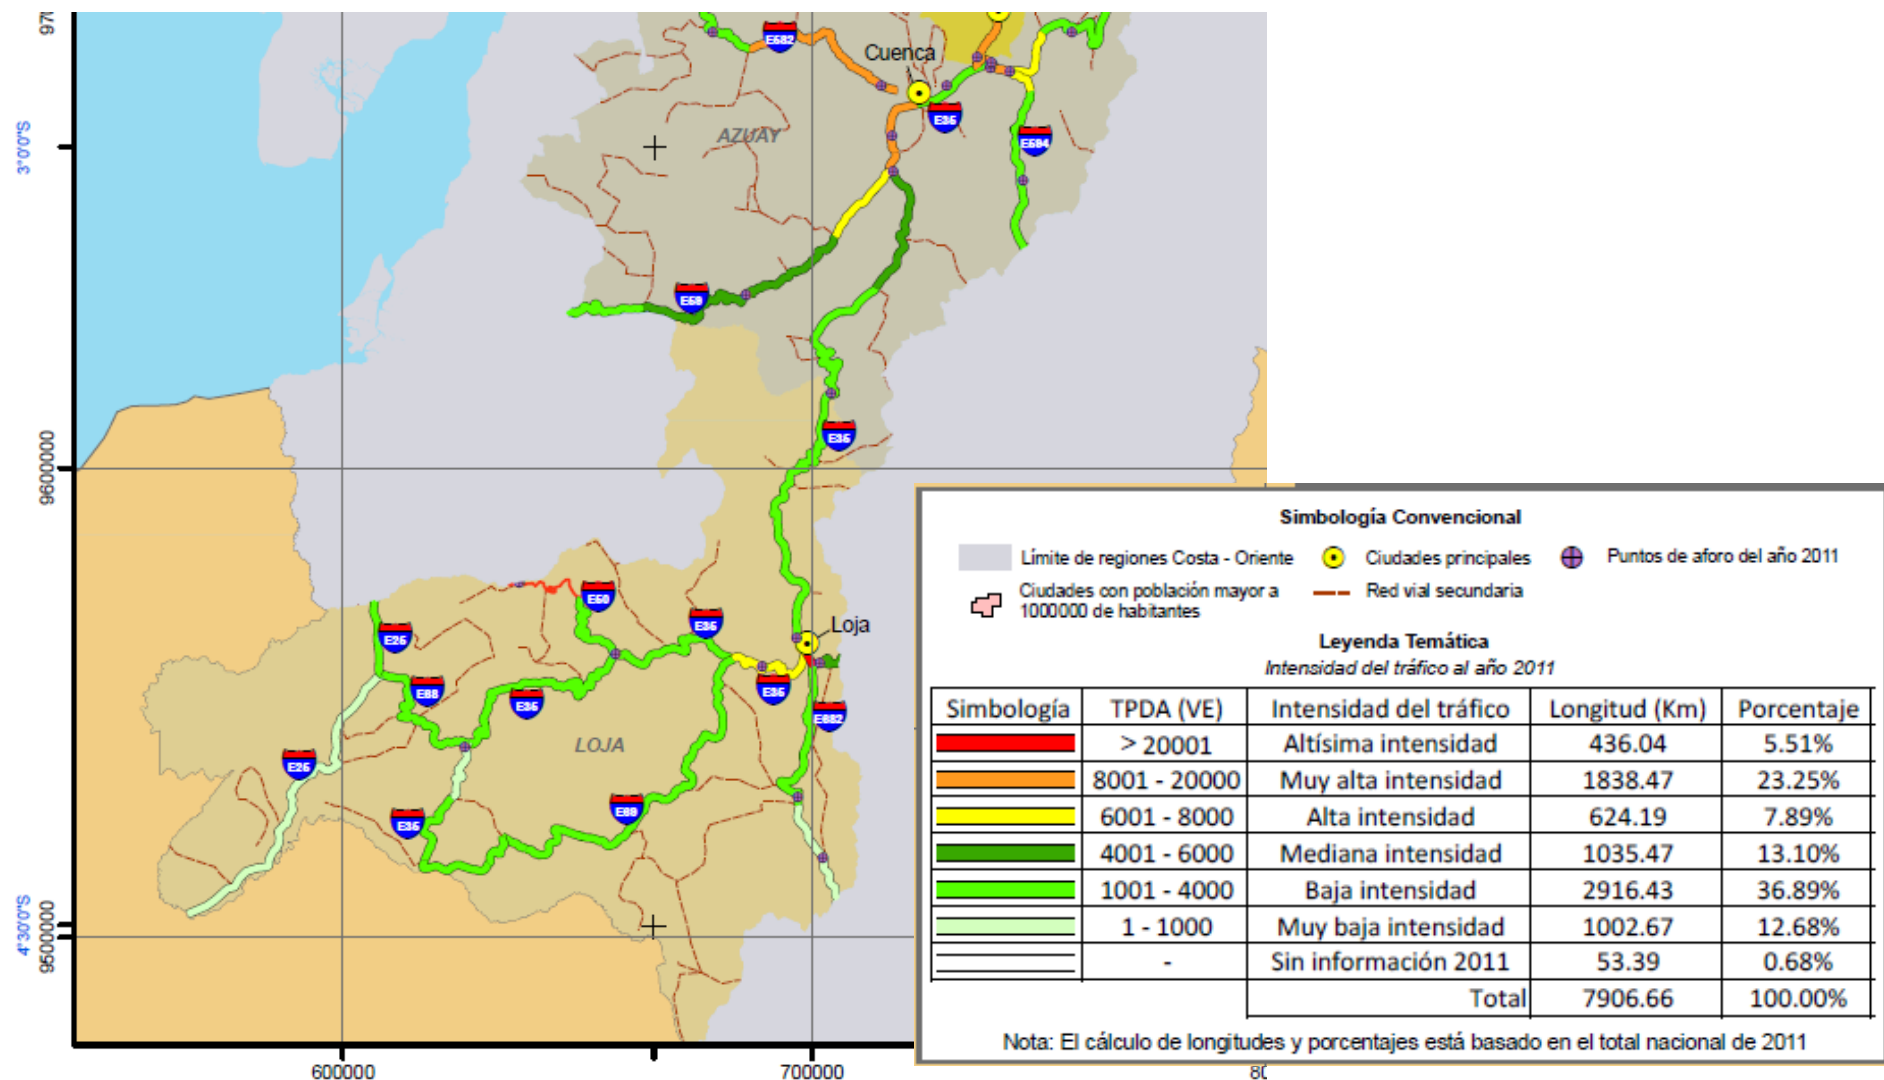 970
E582
Cuenca
E35
AZUAY
E594
3°0'0"S
E59
E35
9600000
E50
E25
E35
Loja
E68
E35
E35
E682
LOJA
E25
E35
E69
4°30'0"S
9500000
600000
700000
80
Simbología Convencional
Límite de regiones Costa - Oriente
Ciudades principales
Puntos de aforo del año 2011
Ciudades con población mayor a
1000000 de habitantes
Red vial secundaria
Leyenda Temática
Intensidad del tráfico al año 2011
Simbología TPDA (VE) Intensidad del tráfico Longitud (Km) Porcentaje
> 20001 Altísima intensidad 436.04 5.51%
8001 - 20000 Muy alta intensidad 1838.47 23.25%
6001 - 8000 Alta intensidad 624.19 7.89%
4001 - 6000 Mediana intensidad 1035.47 13.10%
1001 - 4000 Baja intensidad 2916.43 36.89%
1 - 1000 Muy baja intensidad 1002.67 12.68%
- Sin información 2011 53.39 0.68%
Total 7906.66 100.00%
Nota: El cálculo de longitudes y porcentajes está basado en el total nacional de 2011